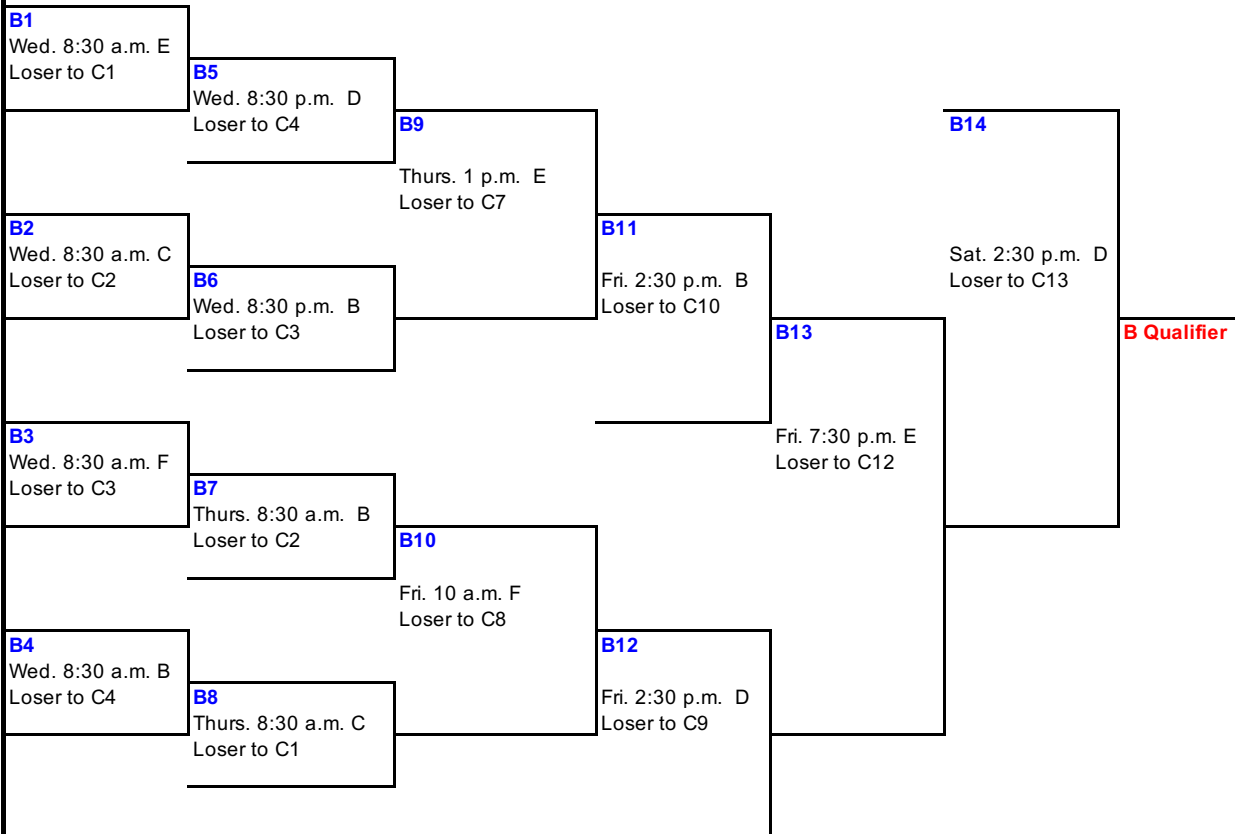 B1
Wed. 8:30 a.m. E
Loser to C1
B5
Wed. 8:30 p.m. D
Loser to C4
B9
Thurs. 1 p.m. E
Loser to C7
B14
Sat. 2:30 p.m. D
Loser to C13
B2
Wed. 8:30 a.m. C
Loser to C2
B6
Wed. 8:30 p.m. B
Loser to C3
B11
Fri. 2:30 p.m. B
Loser to C10
B13
Fri. 7:30 p.m. E
Loser to C12
B Qualifier
B3
Wed. 8:30 a.m. F
Loser to C3
B7
Thurs. 8:30 a.m. B
Loser to C2
B10
Fri. 10 a.m. F
Loser to C8
B4
Wed. 8:30 a.m. B
Loser to C4
B8
Thurs. 8:30 a.m. C
Loser to C1
B12
Fri. 2:30 p.m. D
Loser to C9